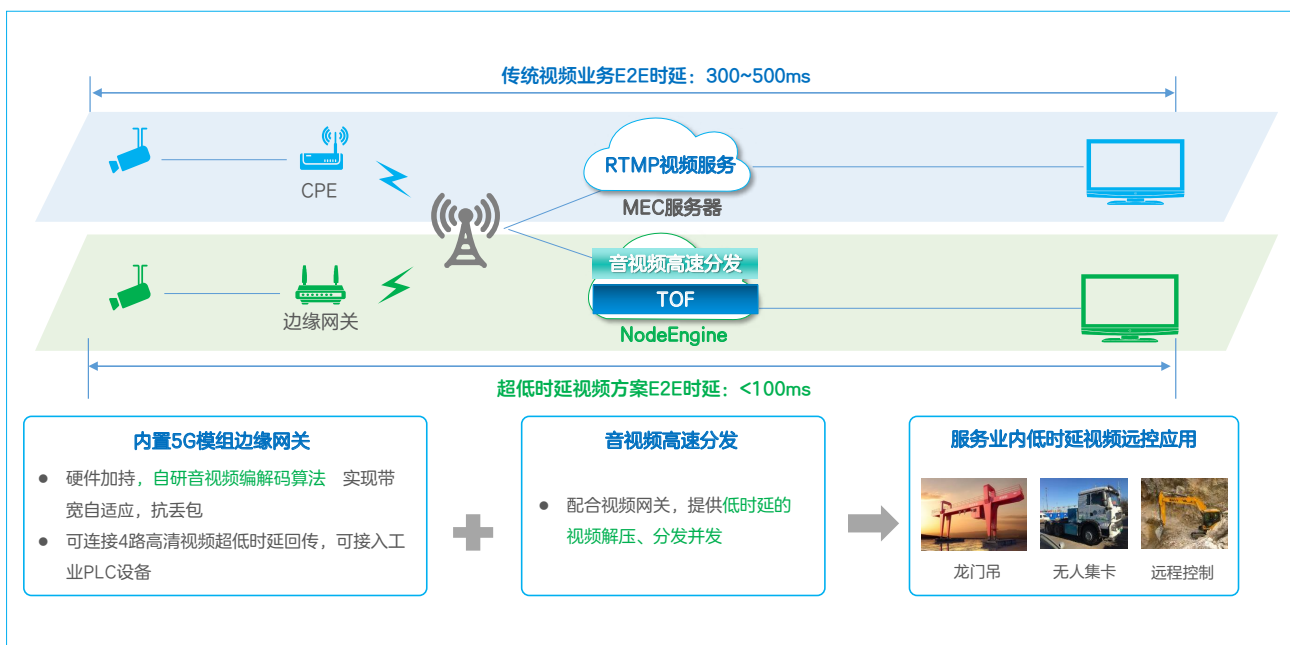 传统视频业务E2E时延：300~500ms
RTMP视频服务
CPE
MEC服务器
音视频高速分发
TOF
边缘网关
NodeEngine
超低时延视频方案E2E时延：<100ms
内置5G模组边缘网关
● 硬件加持，自研音视频编解码算法 实现带
宽自适应，抗丢包
● 可连接4路高清视频超低时延回传，可接入工
业PLC设备
音视频高速分发
● 配合视频网关，提供低时延的
视频解压、分发并发
服务业内低时延视频远控应用
龙门吊
无人集卡
远程控制